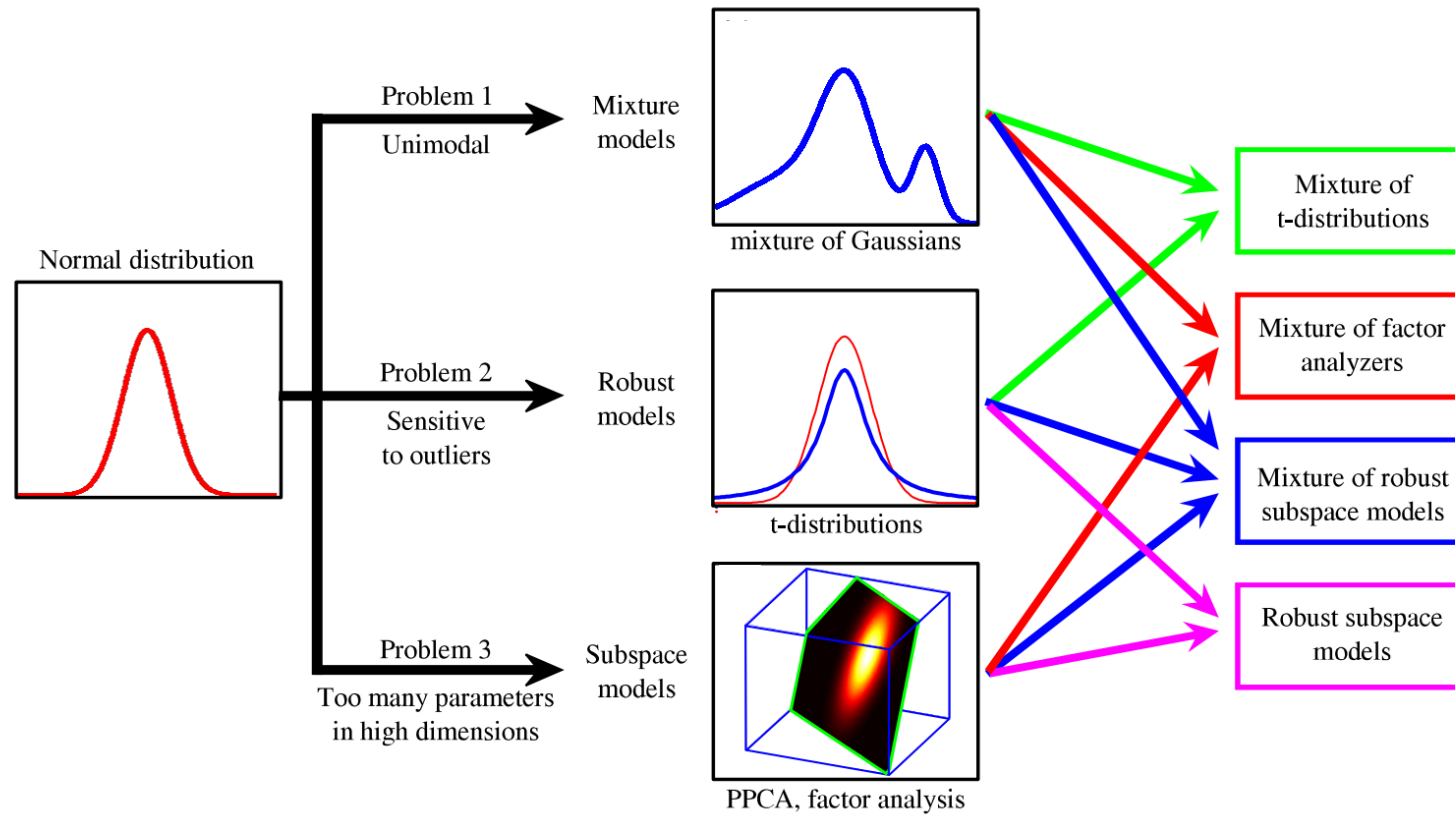 Normal distribution
Problem 1
Unimodal
Mixture
models
mixture of Gaussians
Problem 2
Sensitive
to outliers
Robust
models
t-distributions
Problem 3
Too many parameters
in high dimensions
Subspace
models
PPCA, factor analysis
Mixture of
t-distributions
Mixture of factor
analyzers
Mixture of robust
subspace models
Robust subspace
models